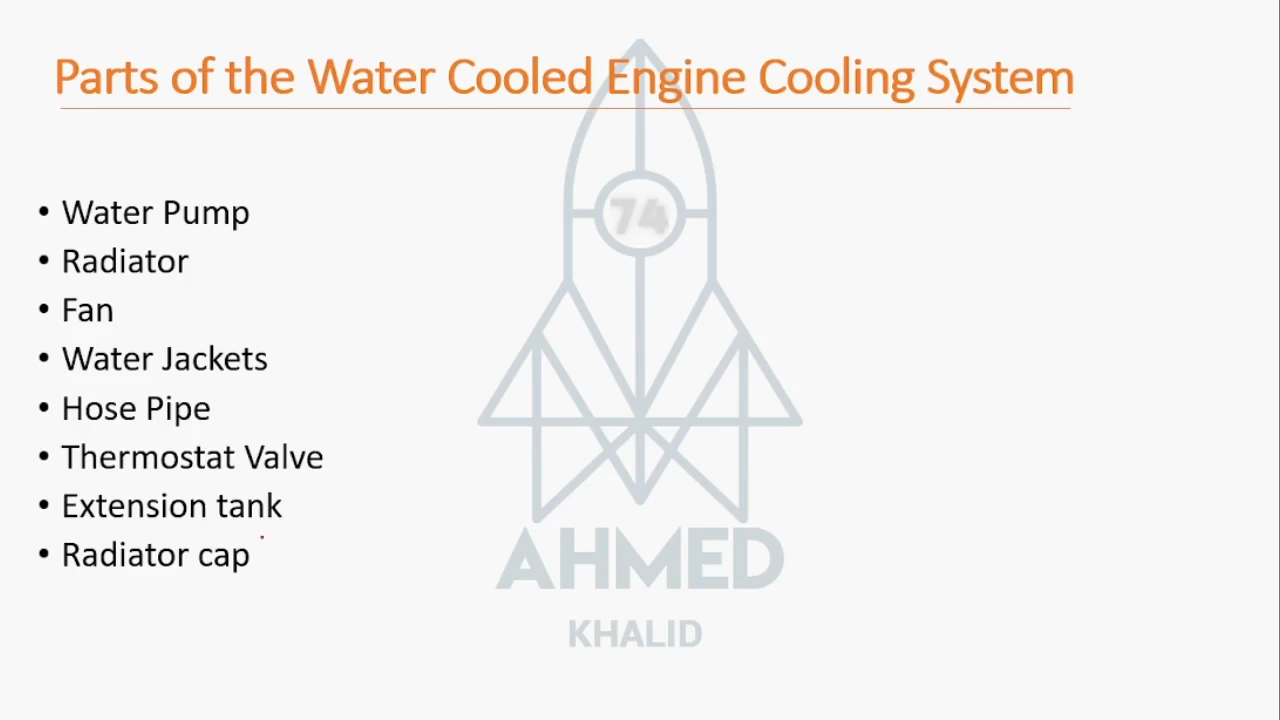 Parts of the Water Cooled Engine Cooling System
74
• Water Pump
• Radiator
• Fan
• Water Jackets
• Hose Pipe
• Thermostat Valve
• Extension tank
• Radiator cap
AHMED
KHALID